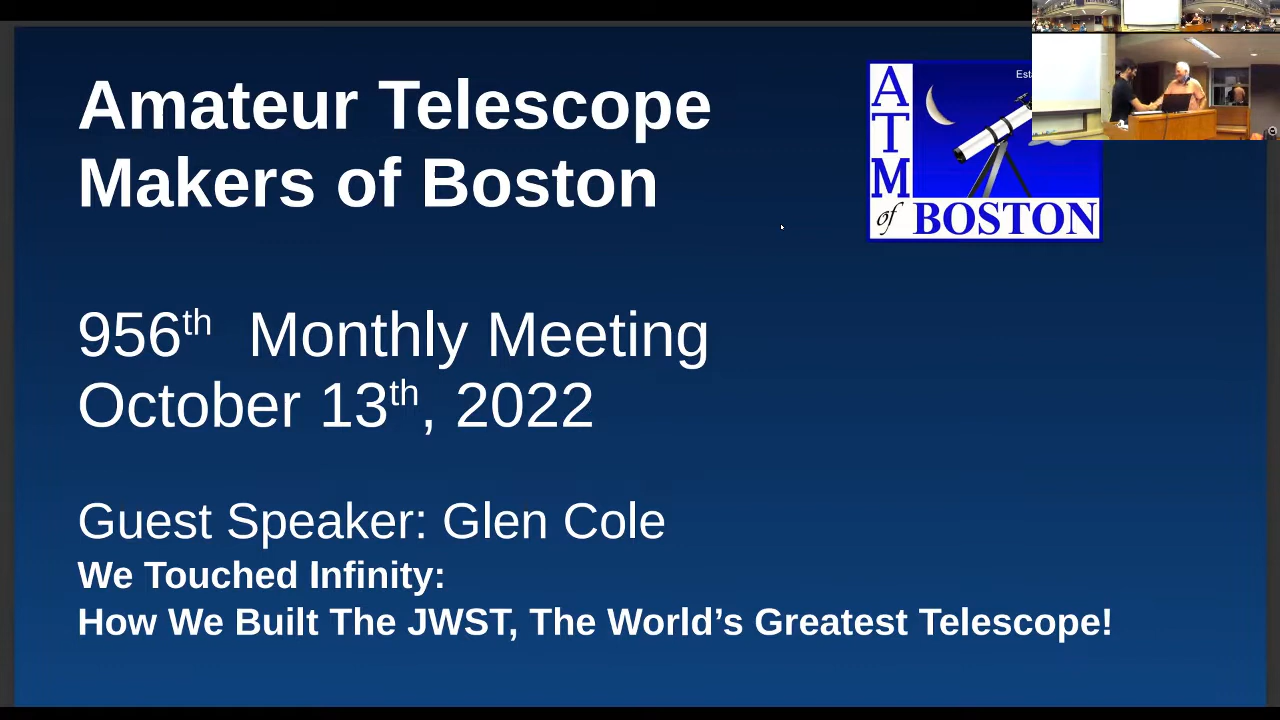 Amateur Telescope
Makers of Boston
ATM
of BOSTON
956th Monthly Meeting
October 13th, 2022
Guest Speaker: Glen Cole
We Touched Infinity:
How We Built The JWST, The World’s Greatest Telescope!